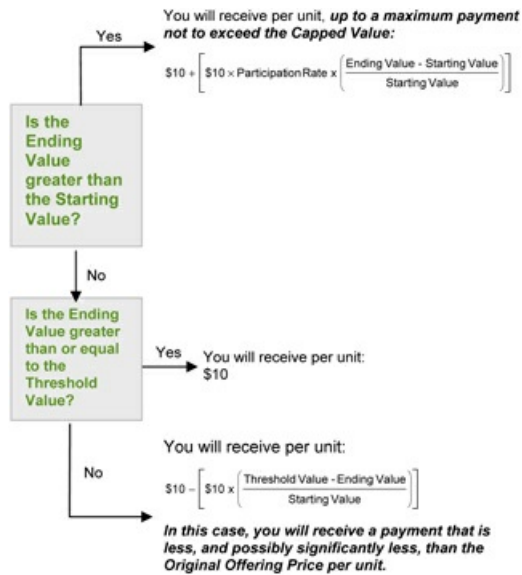 Yes
You will receive per unit, up to a maximum payment
not to exceed the Capped Value:
$10 + [$10 × Participation Rate x (Ending Value - Starting Value / Starting Value)]
Is the
Ending
Value
greater than
the Starting
Value?
No
Is the Ending
Value greater
than or equal
to the
Threshold
Value?
Yes
You will receive per unit:
$10
No
You will receive per unit:
$10 – [$10 x (Threshold Value - Ending Value / Starting Value)]
In this case, you will receive a payment that is
less, and possibly significantly less, than the
Original Offering Price per unit.